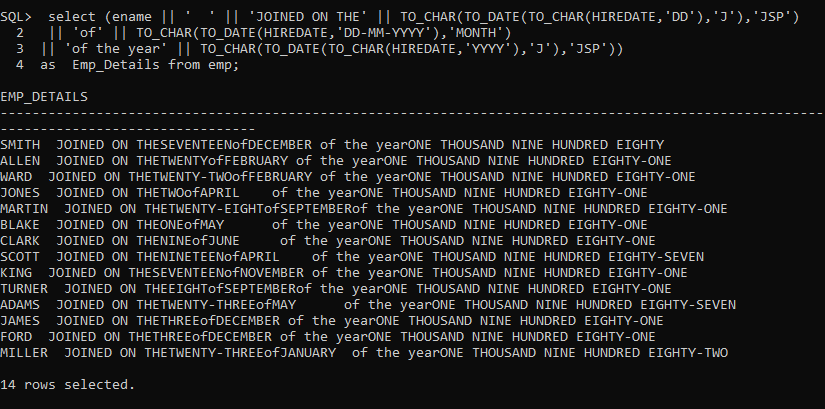 SQL>  select (ename || '  ' || 'JOINED ON THE' || TO_CHAR(TO_DATE(TO_CHAR(HIREDATE,'DD'),'J'),'JSP')
  2   || 'of' || TO_CHAR(TO_DATE(HIREDATE,'DD-MM-YYYY'),'MONTH')
  3  || 'of the year' || TO_CHAR(TO_DATE(TO_CHAR(HIREDATE,'YYYY'),'J'),'JSP'))
  4  as  Emp_Details from emp;
EMP_DETAILS
--------------------------------------------------------------------------------------------------------
--------------------------------
SMITH  JOINED ON THESEVENTEENofDECEMBER of the yearONE THOUSAND NINE HUNDRED EIGHTY
ALLEN  JOINED ON THETWENTYofFEBRUARY of the yearONE THOUSAND NINE HUNDRED EIGHTY-ONE
WARD  JOINED ON THETWENTY-TWOofFEBRUARY of the yearONE THOUSAND NINE HUNDRED EIGHTY-ONE
JONES  JOINED ON THETWOofAPRIL    of the yearONE THOUSAND NINE HUNDRED EIGHTY-ONE
MARTIN  JOINED ON THETWENTY-EIGHTofSEPTEMBERof the yearONE THOUSAND NINE HUNDRED EIGHTY-ONE
BLAKE  JOINED ON THEONEofMAY      of the yearONE THOUSAND NINE HUNDRED EIGHTY-ONE
CLARK  JOINED ON THENINEofJUNE     of the yearONE THOUSAND NINE HUNDRED EIGHTY-ONE
SCOTT  JOINED ON THENINETEENofAPRIL    of the yearONE THOUSAND NINE HUNDRED EIGHTY-SEVEN
KING  JOINED ON THESEVENTEENofNOVEMBER of the yearONE THOUSAND NINE HUNDRED EIGHTY-ONE
TURNER  JOINED ON THEEIGHTofSEPTEMBERof the yearONE THOUSAND NINE HUNDRED EIGHTY-ONE
ADAMS  JOINED ON THETWENTY-THREEofMAY      of the yearONE THOUSAND NINE HUNDRED EIGHTY-SEVEN
JAMES  JOINED ON THETHREEofDECEMBER of the yearONE THOUSAND NINE HUNDRED EIGHTY-ONE
FORD  JOINED ON THETHREEofDECEMBER of the yearONE THOUSAND NINE HUNDRED EIGHTY-ONE
MILLER  JOINED ON THETWENTY-THREEofJANUARY  of the yearONE THOUSAND NINE HUNDRED EIGHTY-TWO
14 rows selected.